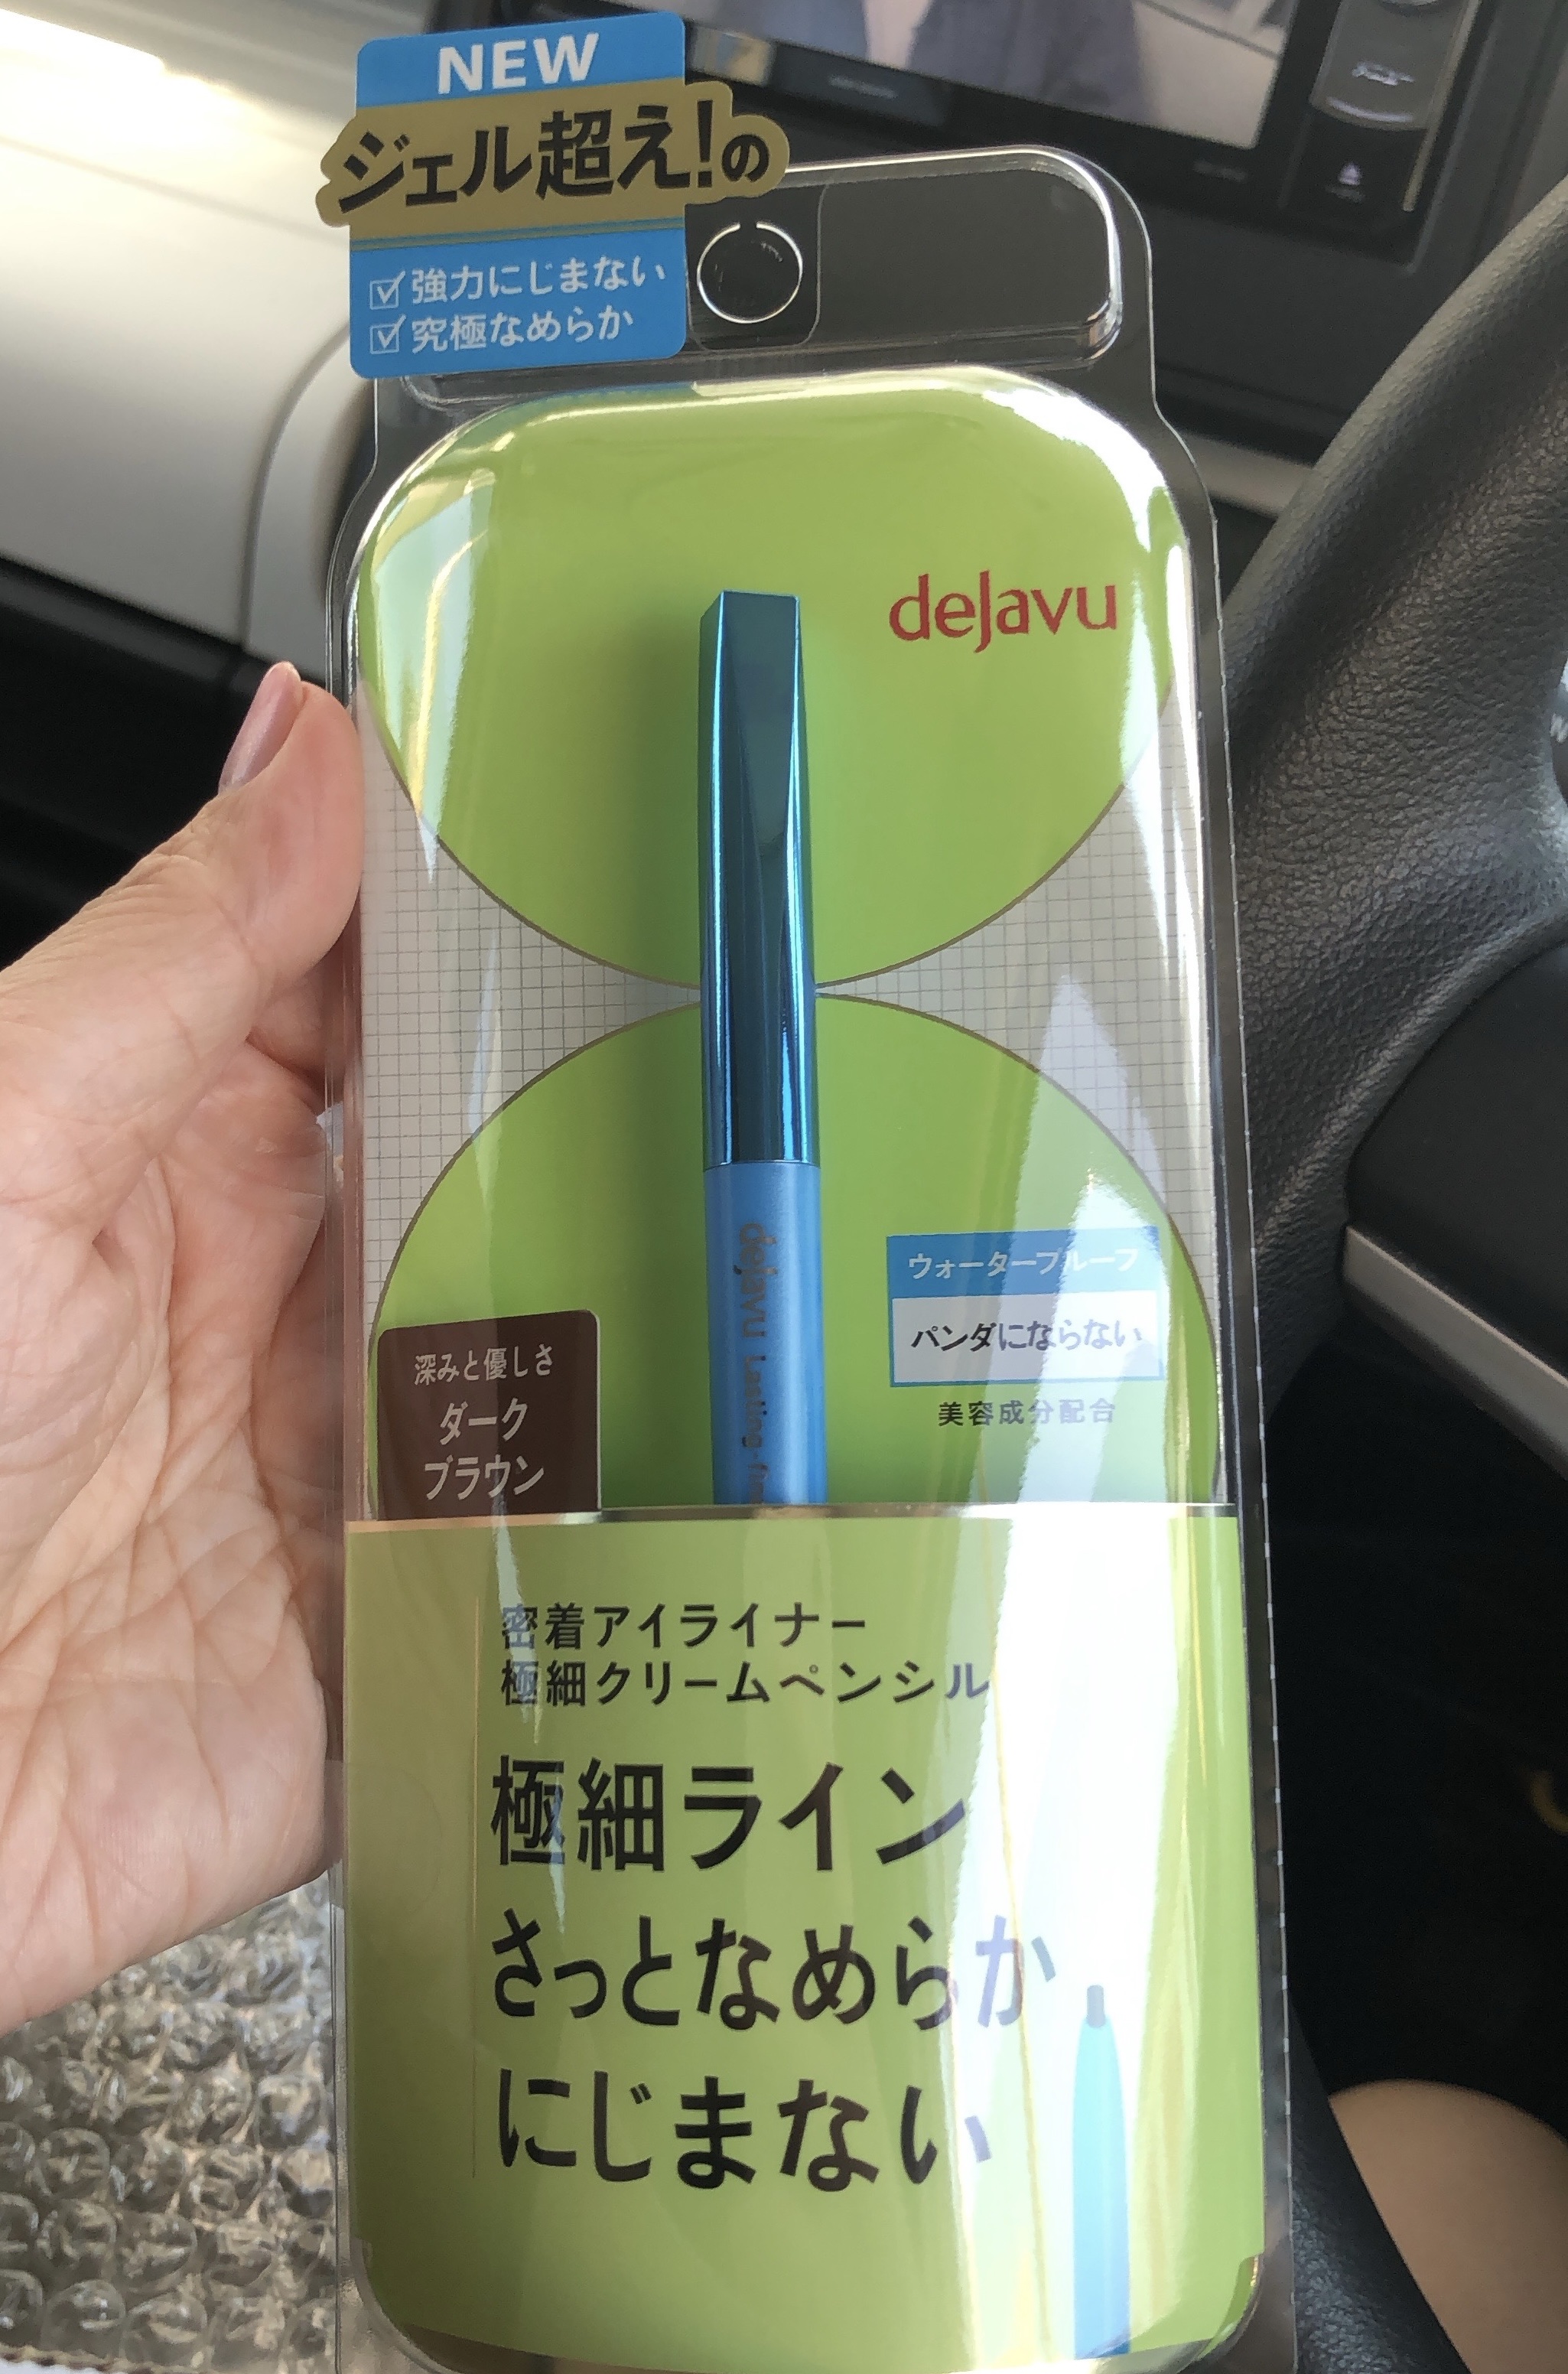 NEW
ジェル超え!の
強力にじまない
究極なめらか
dejavu
dejavu Lasting-fin
ウォータープルーフ
パンダにならない
美容成分配合
深みと優しさ
ダーク
ブラウン
密着アイライナー
極細クリームペンシル
極細ライン
さっとなめらか
にじまない